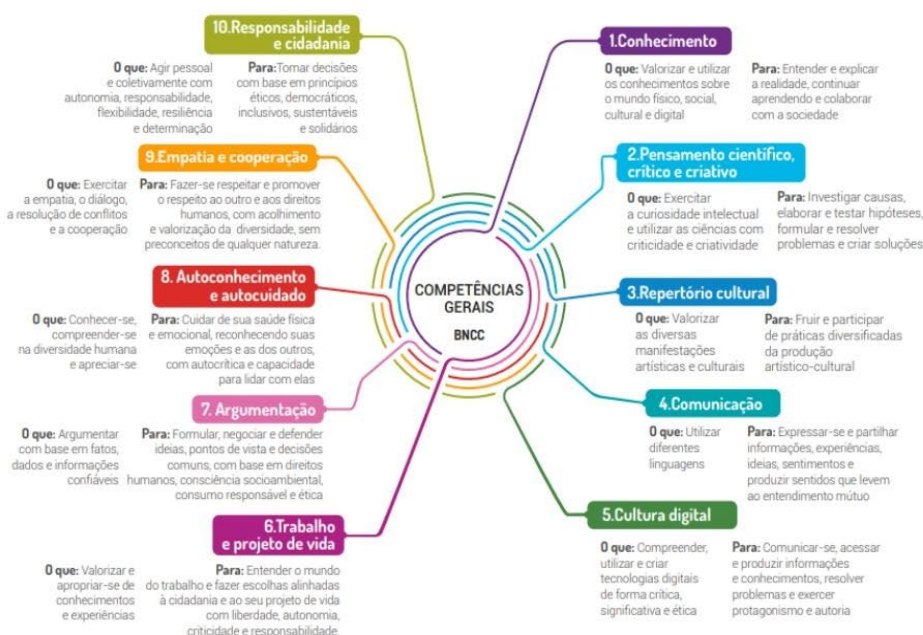 COMPETÊNCIAS
GERAIS
BNCC
1.Conhecimento
O que: Valorizar e utilizar
os conhecimentos sobre
o mundo físico, social,
cultural e digital
Para: Entender e explicar
a realidade, continuar
aprendendo e colaborar
com a sociedade
2.Pensamento científico,
crítico e criativo
O que: Exercitar
a curiosidade intelectual
e utilizar as ciências com
criticidade e criatividade
Para: Investigar causas,
elaborar e testar hipóteses,
formular e resolver
problemas e criar soluções
3.Repertório cultural
O que: Valorizar
as diversas
manifestações
artísticas e culturais
Para: Fruir e participar
de práticas diversificadas
da produção
artístico-cultural
4.Comunicação
O que: Utilizar
diferentes
linguagens
Para: Expressar-se e partilhar
informações, experiências,
ideias, sentimentos e
produzir sentidos que levem
ao entendimento mútuo
5.Cultura digital
O que: Compreender,
utilizar e criar
tecnologias digitais
de forma crítica,
significativa e ética
Para: Comunicar-se, acessar
e produzir informações
e conhecimentos, resolver
problemas e exercer
protagonismo e autoria
6.Trabalho
e projeto de vida
O que: Valorizar e
apropriar-se de
conhecimentos
e experiências
Para: Entender o mundo
do trabalho e fazer escolhas alinhadas
à cidadania e ao seu projeto de vida
com liberdade, autonomia,
criticidade e responsabilidade
7. Argumentação
O que: Argumentar
com base em fatos,
dados e informações
confiáveis
Para: Formular, negociar e defender
ideias, pontos de vista e decisões
comuns, com base em direitos
humanos, consciência socioambiental,
consumo responsável e ética
8. Autoconhecimento
e autocuidado
O que: Conhecer-se,
compreender-se
na diversidade humana
e apreciar-se
Para: Cuidar de sua saúde física
e emocional, reconhecendo suas
emoções e as dos outros,
com autocrítica e capacidade
para lidar com elas
9.Empatia e cooperação
O que: Exercitar
a empatia, o diálogo,
a resolução de conflitos
e a cooperação
Para: Fazer-se respeitar e promover
o respeito ao outro e aos direitos
humanos, com acolhimento
e valorização da diversidade, sem
preconceitos de qualquer natureza.
10.Responsabilidade
e cidadania
O que: Agir pessoal
e coletivamente com
autonomia, responsabilidade,
flexibilidade, resiliência
e determinação
Para:Tomar decisões
com base em princípios
éticos, democráticos,
inclusivos, sustentáveis
e solidários